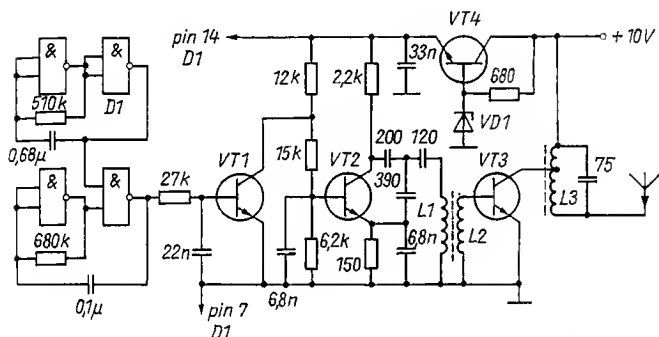 pin 14
D1
33n
VT4
+10V
&
&
510k
D1
0,68μ
12k
2,2k
680
VD1
200
120
15k
390
VT1
VT2
VT3
75
L3
L1
L2
&
&
27k
680k
0,1μ
22n
6,2k
150
6,8n
6,8n
pin 7
D1